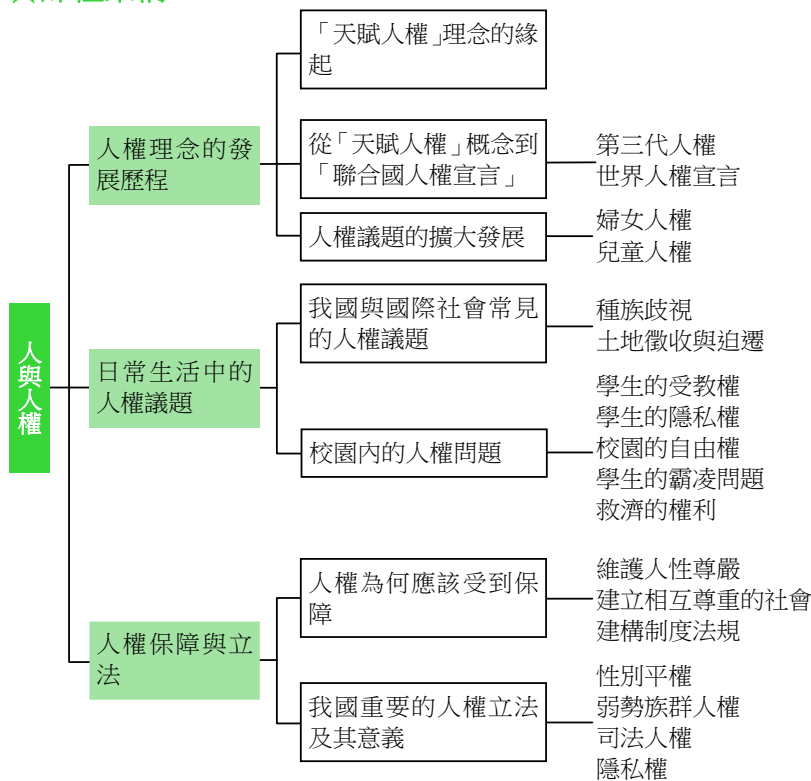 「天賦人權」理念的緣
起
人權理念的發
展歷程
從「天賦人權」概念到
「聯合國人權宣言」
第三代人權
世界人權宣言
人權議題的擴大發展
婦女人權
兒童人權
人與人權
我國與國際社會常見
的人權議題
種族歧視
土地徵收與迫遷
日常生活中的
人權議題
學生的受教權
學生的隱私權
校園內的人權問題
校園的自由權
學生的霸凌問題
救濟的權利
人權為何應該受到保
障
維護人性尊嚴
建立相互尊重的社會
建構制度法規
人權保障與立
法
我國重要的人權立法
及其意義
性別平權
弱勢族群人權
司法人權
隱私權